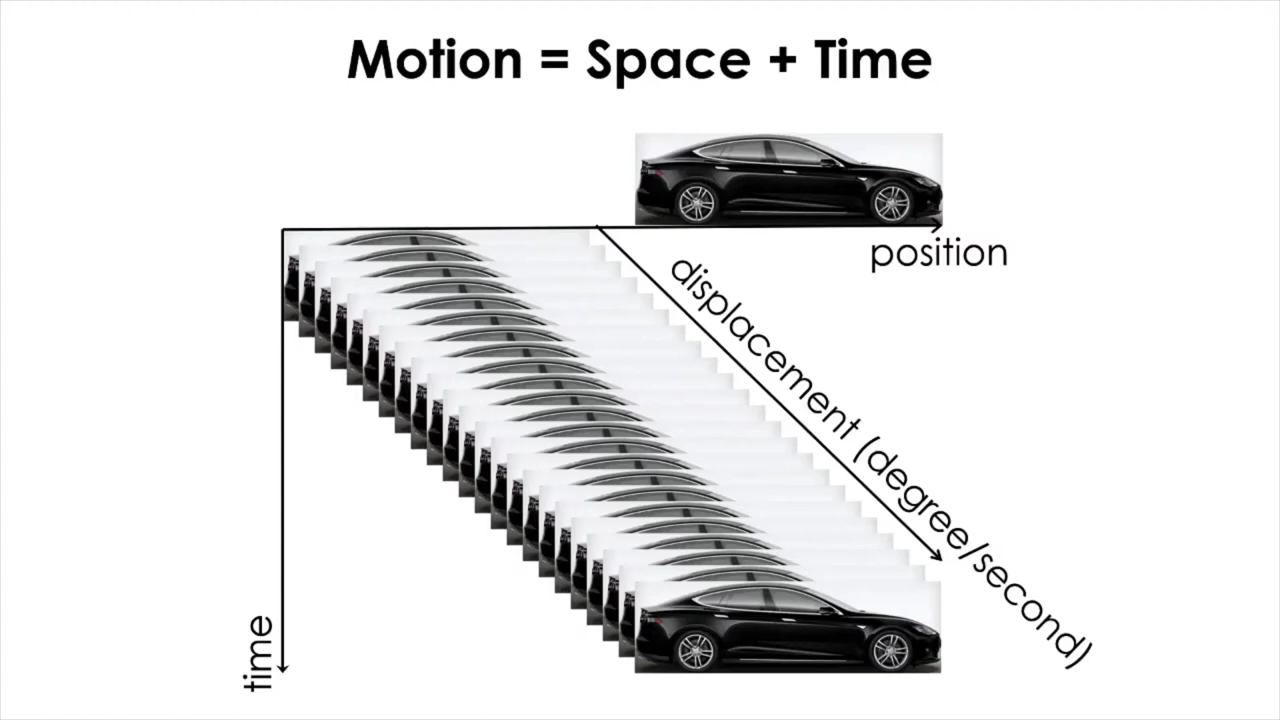 Motion = Space + Time
position
displacement (degree/second)
time